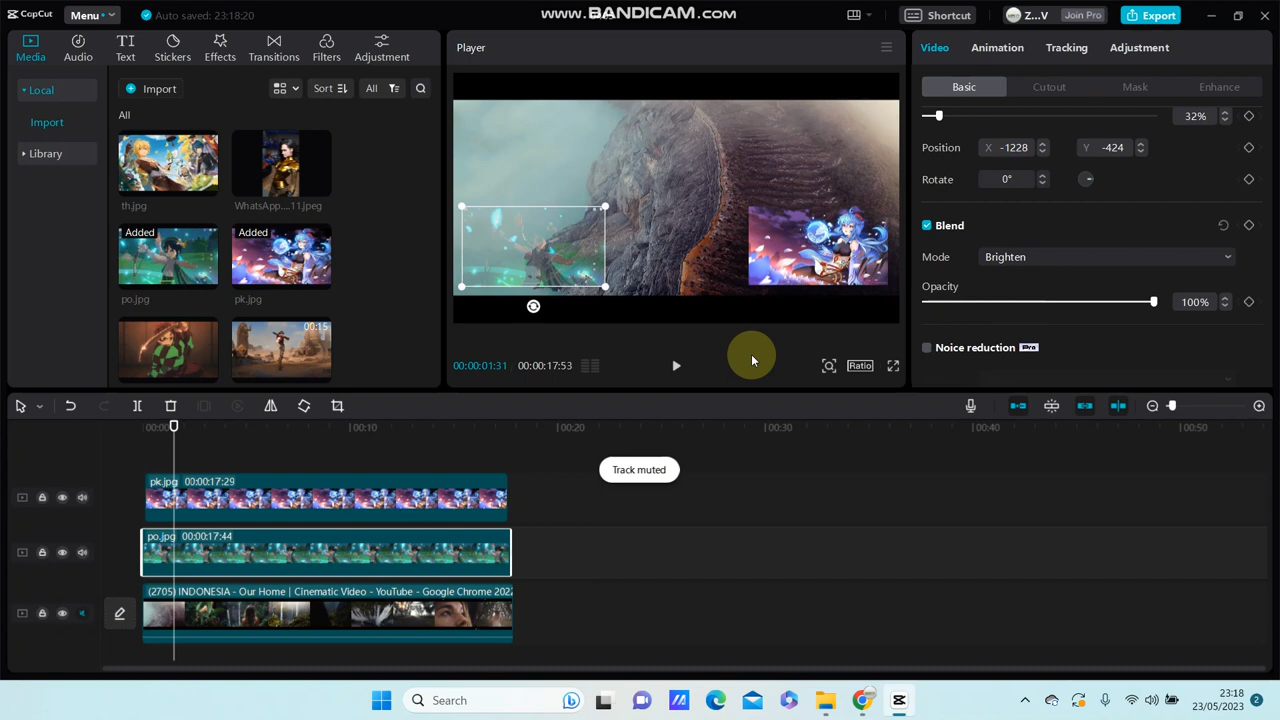 CapCut
Menu
Auto saved: 23:18:20
www.BANDICAM.com
Shortcut
Z...V
Join Pro
Export
Media
Audio
Text
Stickers
Effects
Transitions
Filters
Adjustment
Local
Import
Library
Import
Sort
All
All
th.jpg
WhatsApp....11.jpeg
Added
po.jpg
Added
pk.jpg
00:15
Player
00:00:01:31
00:00:17:53
Ratio
Video
Animation
Tracking
Adjustment
Basic
Cutout
Mask
Enhance
32%
Position
X -1228
Y -424
Rotate
0°
Blend
Mode
Brighten
Opacity
100%
Noice reduction
Pro
00:00
00:10
00:20
00:30
00:40
00:50
Track muted
pk.jpg 00:00:17:29
po.jpg 00:00:17:44
(2705) INDONESIA - Our Home | Cinematic Video - YouTube - Google Chrome 2022
Search
23:18
23/05/2023
2